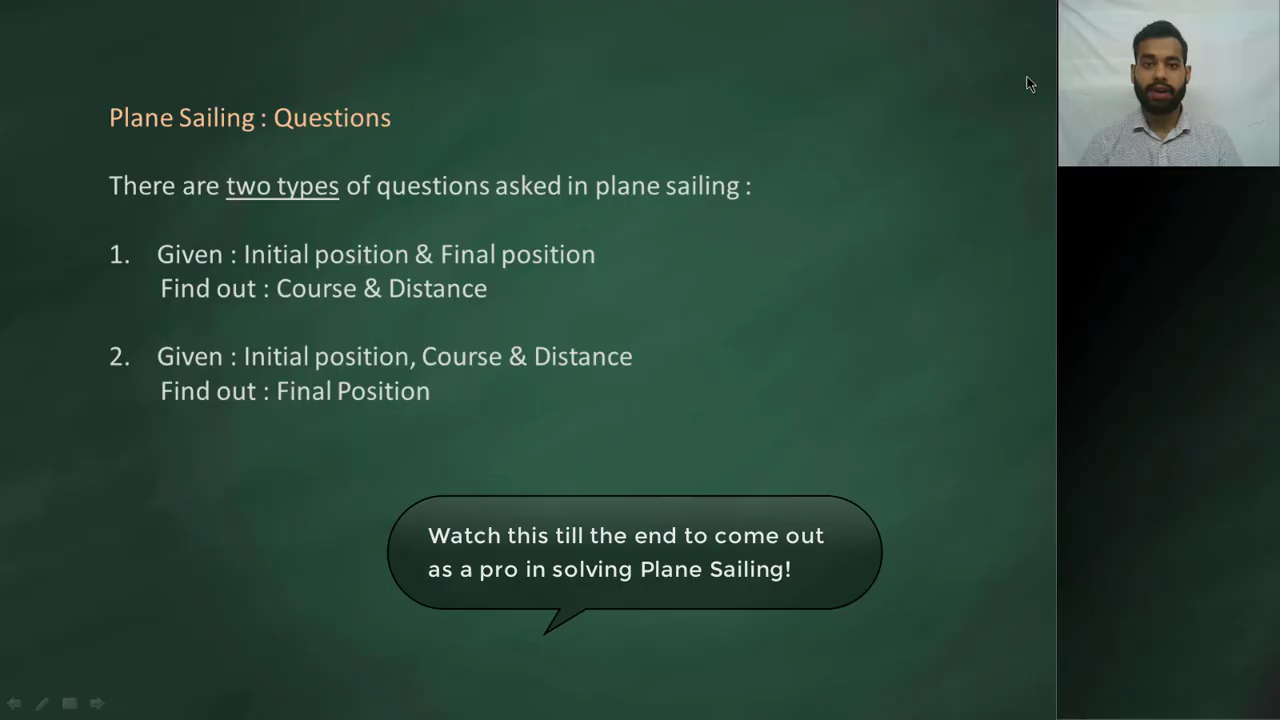 Plane Sailing : Questions
There are two types of questions asked in plane sailing :
1. Given : Initial position & Final position
Find out : Course & Distance
2. Given : Initial position, Course & Distance
Find out : Final Position
Watch this till the end to come out
as a pro in solving Plane Sailing!